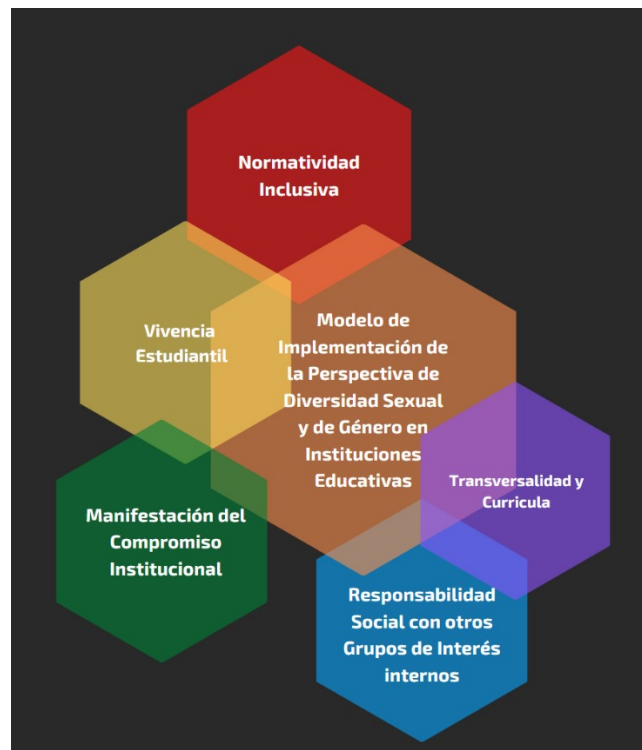 Normatividad
Inclusiva
Vivencia
Estudiantil
Modelo de
Implementación de
la Perspectiva de
Diversidad Sexual
y de Género en
Instituciones
Educativas
Transversalidad y
Curricula
Manifestación del
Compromiso
Institucional
Responsabilidad
Social con otros
Grupos de Interés
internos